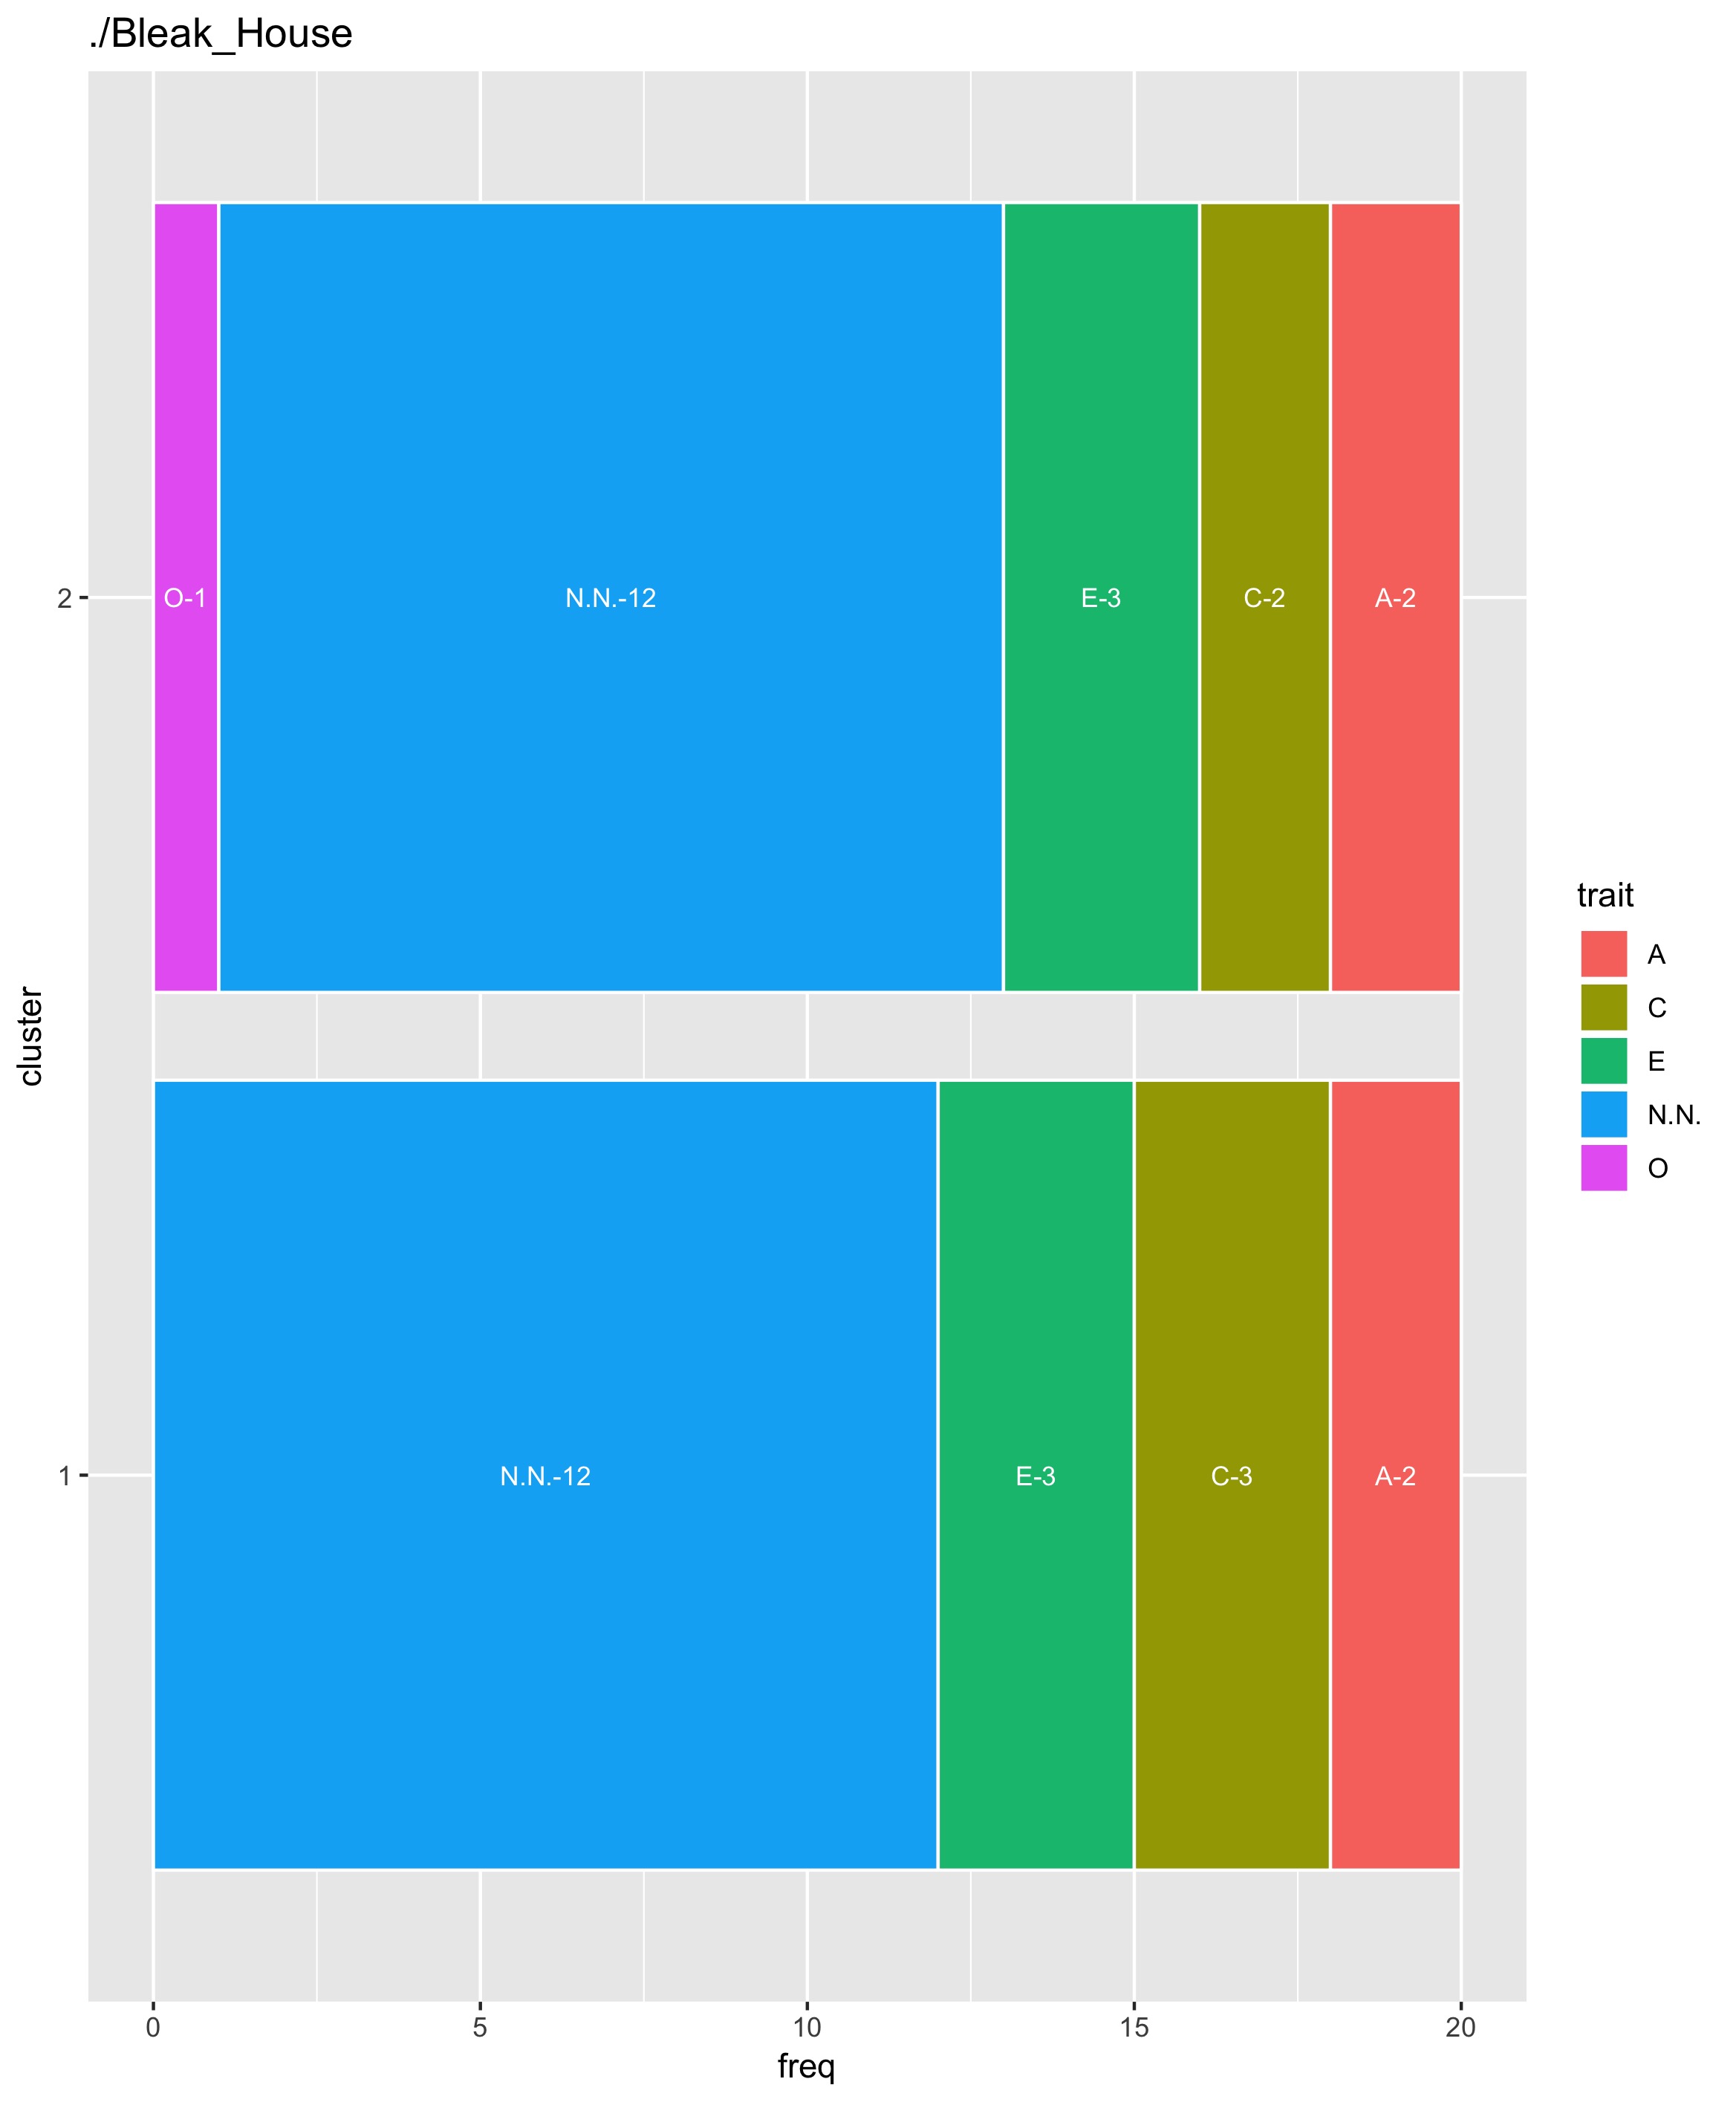 ./Bleak_House
2
O-1 N.N.-12 E-3 C-2 A-2
cluster
1
N.N.-12 E-3 C-3 A-2
0 5 10 15 20
freq
trait
A
C
E
N.N.
O